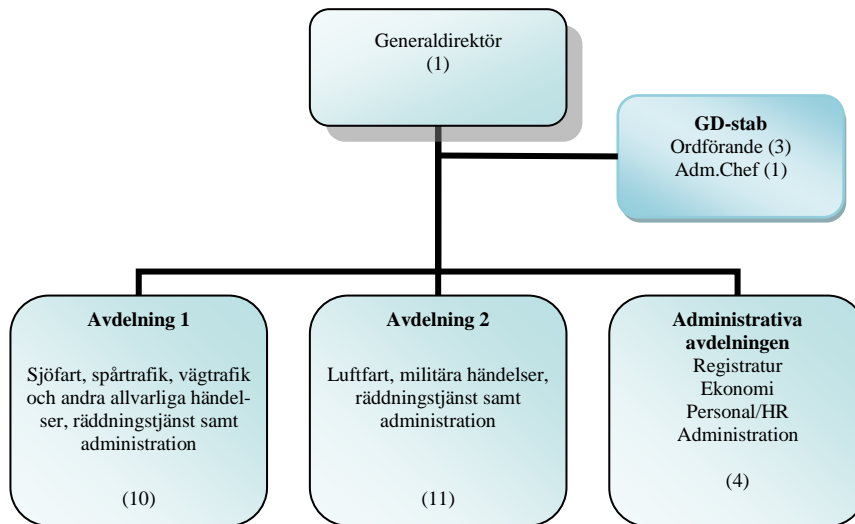 Generaldirektör
(1)
GD-stab
Ordförande (3)
Adm.Chef (1)
Avdelning 1
Sjöfart, spårtrafik, vägtrafik
och andra allvarliga händel-
ser, räddningstjänst samt
administration
(10)
Avdelning 2
Luftfart, militära händelser,
räddningstjänst samt
administration
(11)
Administrativa
avdelningen
Registratur
Ekonomi
Personal/HR
Administration
(4)